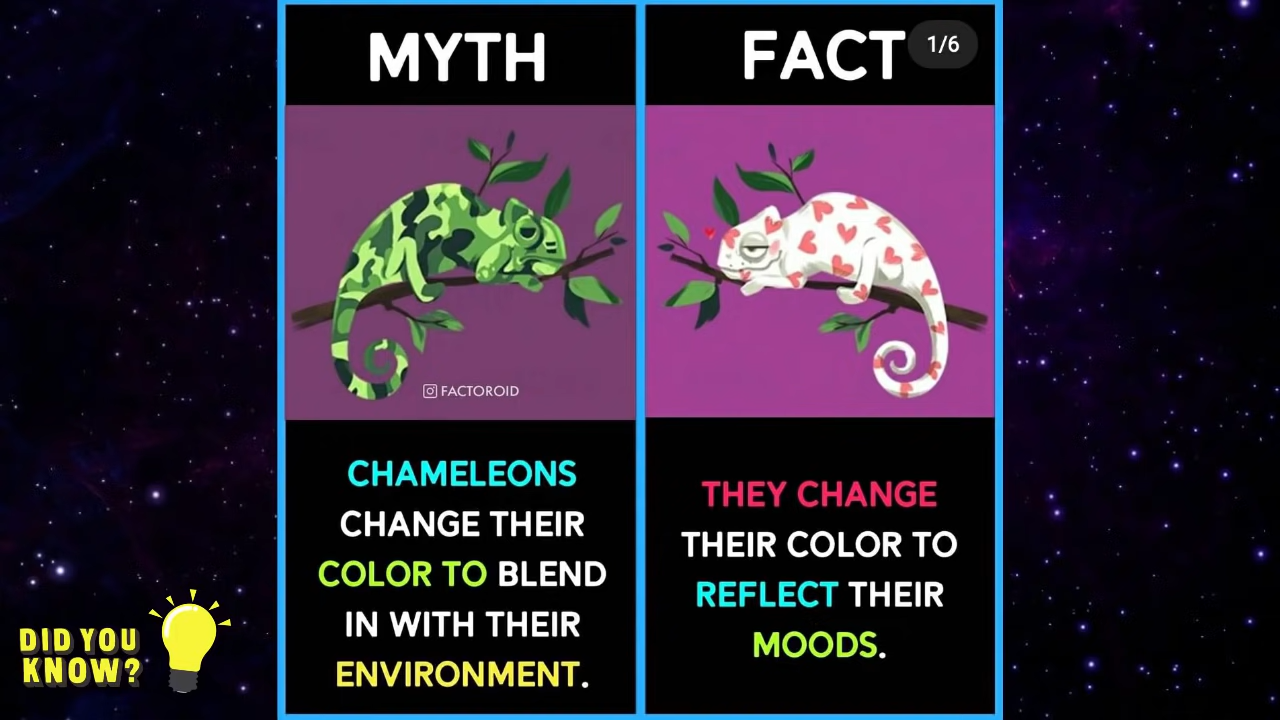 MYTH
FACT
1/6
FACTOROID
CHAMELEONS
CHANGE THEIR
COLOR TO BLEND
IN WITH THEIR
ENVIRONMENT.
THEY CHANGE
THEIR COLOR TO
REFLECT THEIR
MOODS.
DID YOU
KNOW?